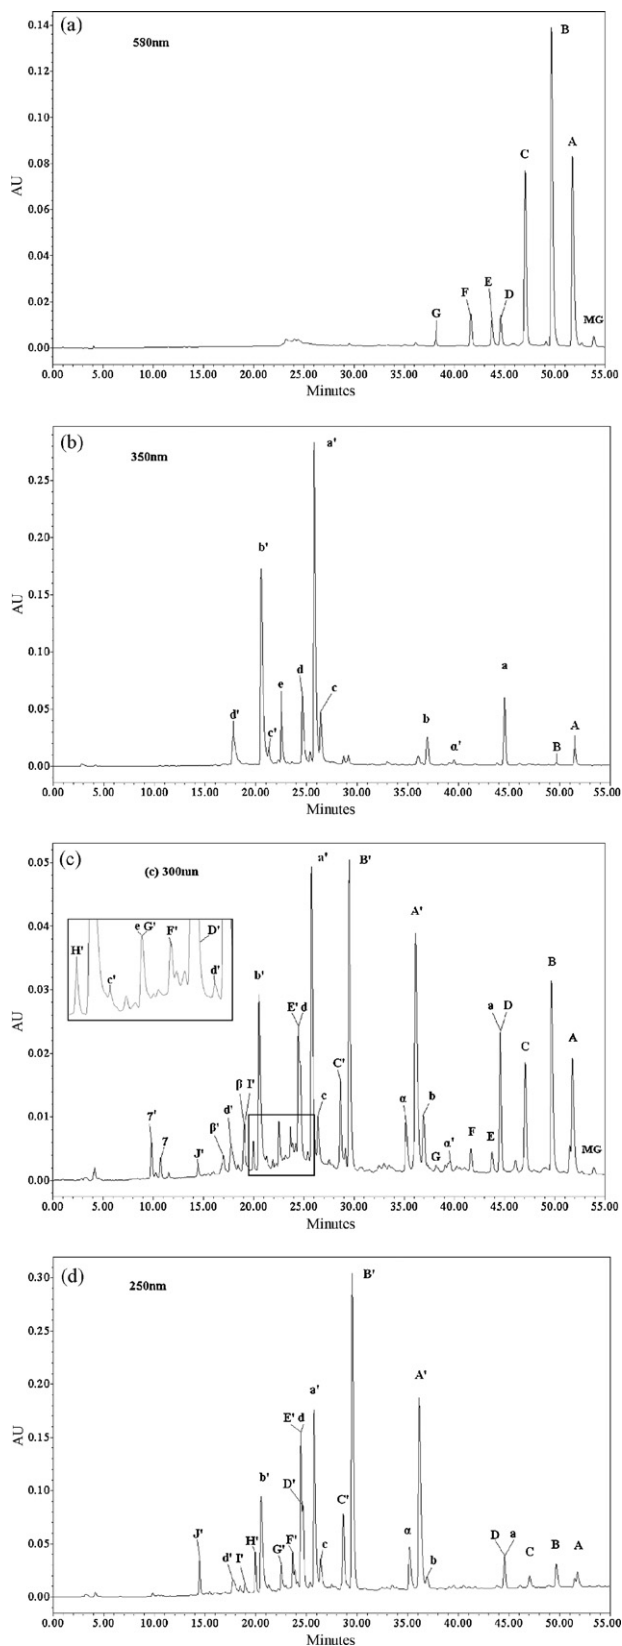 (a)
580nm
B
A
C
E
F
D
G
MG
AU
0.14
0.12
0.10
0.08
0.06
0.04
0.02
0.00
0.00 5.00 10.00 15.00 20.00 25.00 30.00 35.00 40.00 45.00 50.00 55.00
Minutes
(b)
350nm
a'
b'
d
e
c
a
d'
c'
b
α'
A
B
AU
0.25
0.20
0.15
0.10
0.05
0.00
0.00 5.00 10.00 15.00 20.00 25.00 30.00 35.00 40.00 45.00 50.00 55.00
Minutes
(c)
(c) 300nm
a'
B'
A'
e G'
F'
D'
H'
c'
d'
b'
E' d
a D
B
C'
C
A
β I'
d'
c
α
b
7'
7
β'
J'
F
E
α'
G
MG
AU
0.05
0.04
0.03
0.02
0.01
0.00
0.00 5.00 10.00 15.00 20.00 25.00 30.00 35.00 40.00 45.00 50.00 55.00
Minutes
(d)
250nm
B'
A'
a'
E' d
D'
b'
C'
J'
H'
F'
G'
d'
I'
c
α
b
D a
C
B
A
AU
0.30
0.20
0.15
0.10
0.05
0.00
0.00 5.00 10.00 15.00 20.00 25.00 30.00 35.00 40.00 45.00 50.00 55.00
Minutes